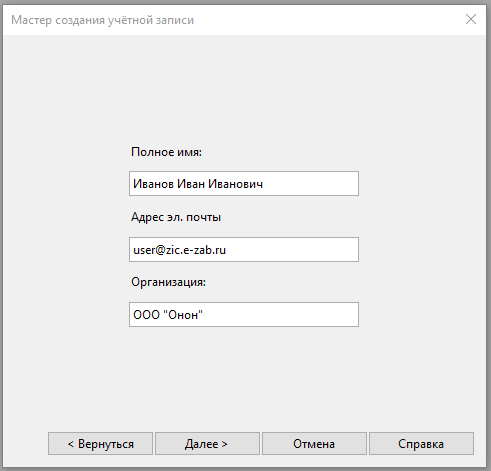 Мастер создания учётной записи
Полное имя:
Иванов Иван Иванович
Адрес эл. почты
user@zic.e-zab.ru
Организация:
ООО "Онон"
< Вернуться Далее > Отмена Справка